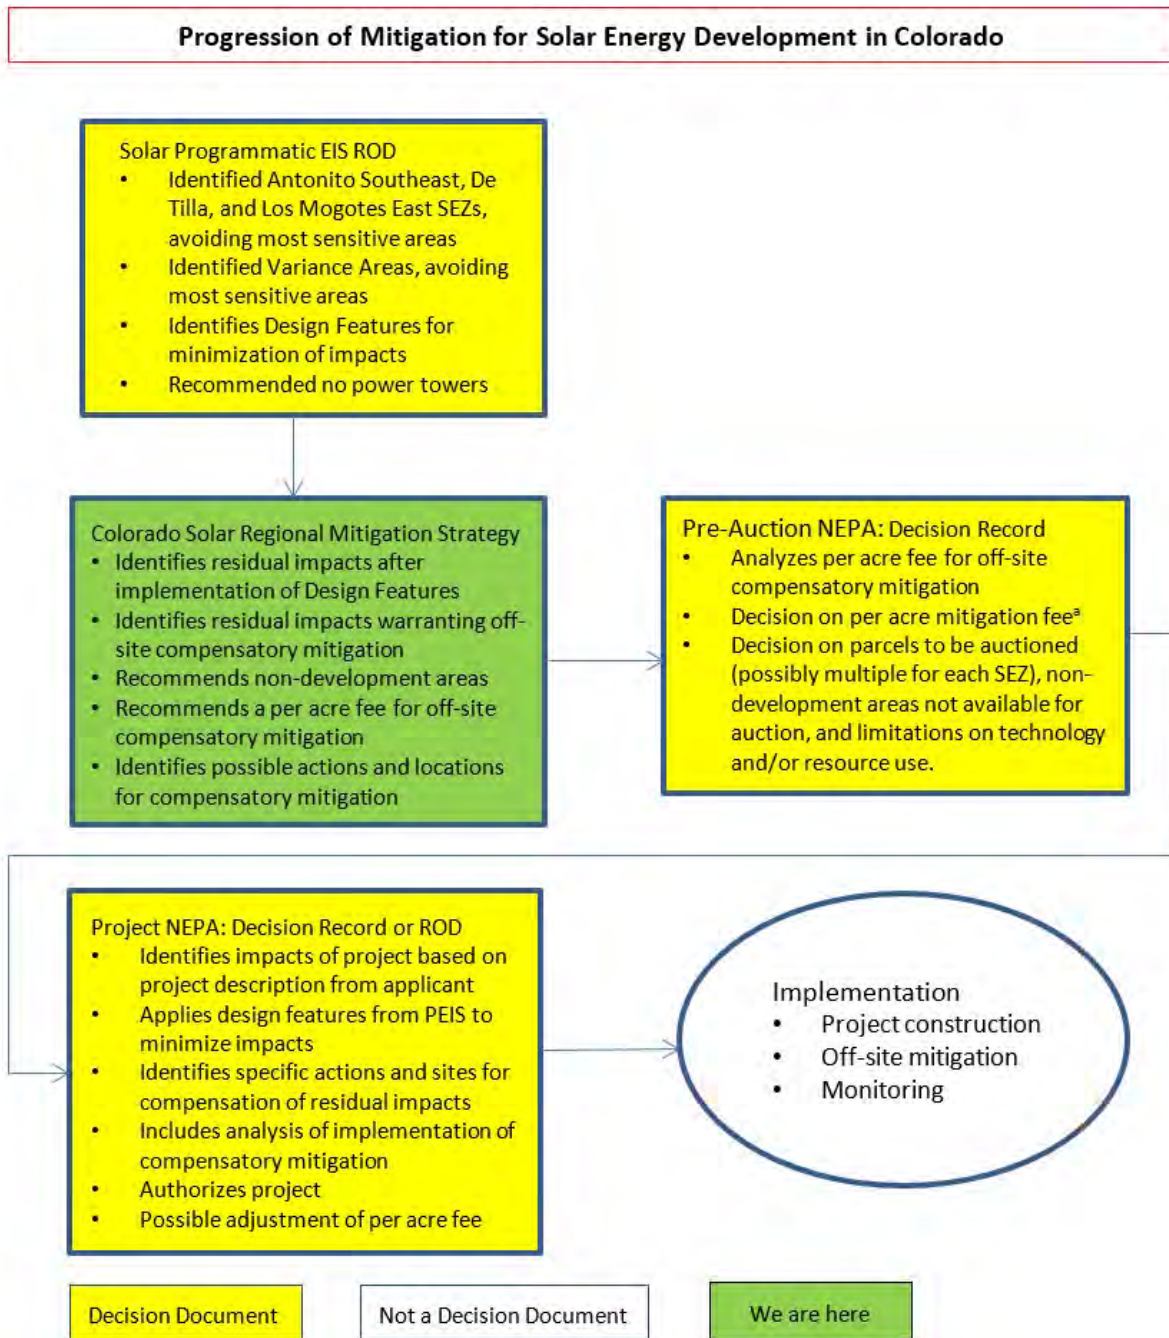 Progression of Mitigation for Solar Energy Development in Colorado
Solar Programmatic EIS ROD
• Identified Antonito Southeast, De
Tilla, and Los Mogotes East SEZs,
avoiding most sensitive areas
• Identified Variance Areas, avoiding
most sensitive areas
• Identifies Design Features for
minimization of impacts
• Recommended no power towers
Colorado Solar Regional Mitigation Strategy
• Identifies residual impacts after
implementation of Design Features
• Identifies residual impacts warranting off-
site compensatory mitigation
• Recommends non-development areas
• Recommends a per acre fee for off-site
compensatory mitigation
• Identifies possible actions and locations
for compensatory mitigation
Pre-Auction NEPA: Decision Record
• Analyzes per acre fee for off-site
compensatory mitigation
• Decision on per acre mitigation feeᵃ
• Decision on parcels to be auctioned
(possibly multiple for each SEZ), non-
development areas not available for
auction, and limitations on technology
and/or resource use.
Project NEPA: Decision Record or ROD
• Identifies impacts of project based on
project description from applicant
• Applies design features from PEIS to
minimize impacts
• Identifies specific actions and sites for
compensation of residual impacts
• Includes analysis of implementation of
compensatory mitigation
• Authorizes project
• Possible adjustment of per acre fee
Implementation
• Project construction
• Off-site mitigation
• Monitoring
Decision Document
Not a Decision Document
We are here